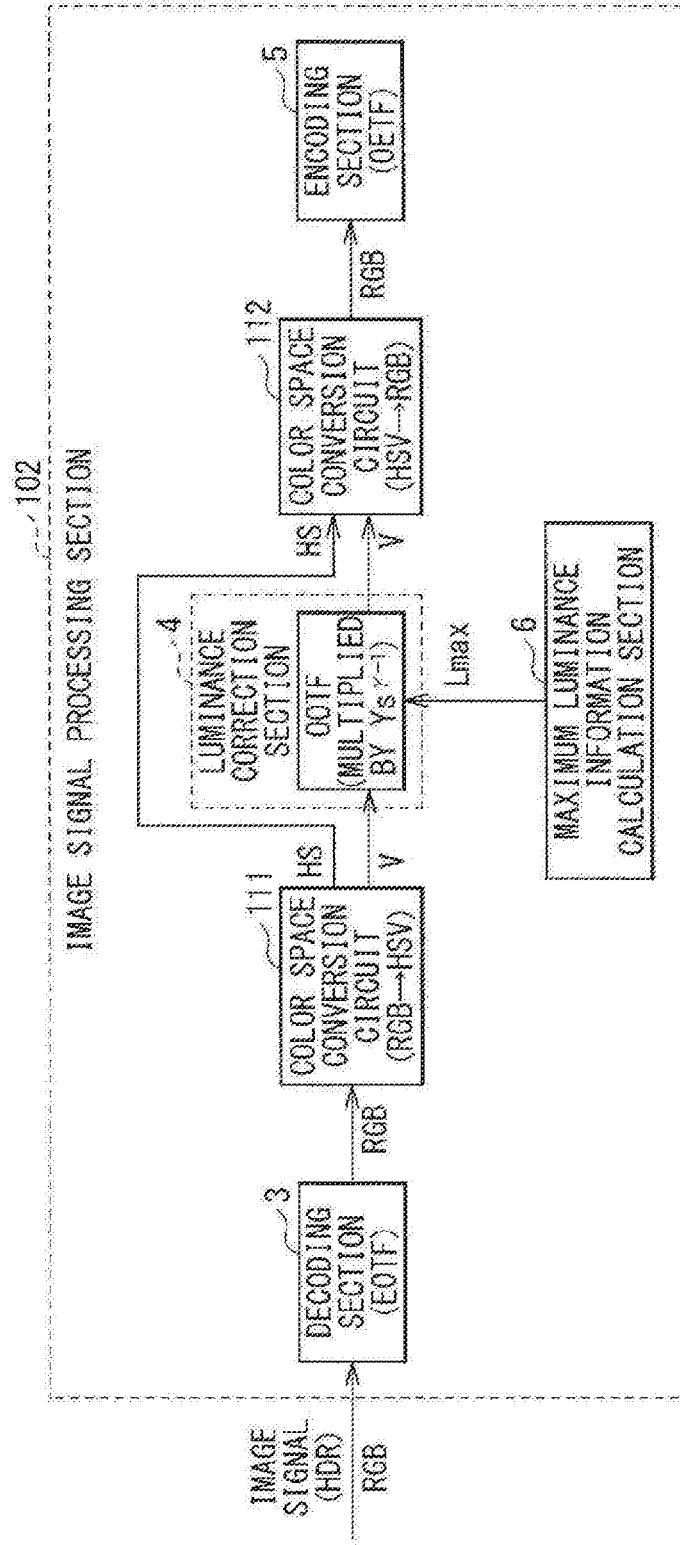 102
IMAGE SIGNAL PROCESSING SECTION
IMAGE
SIGNAL
(HDR)
RGB
3
DECODING
SECTION
(EOTF)
RGB
111
COLOR SPACE
CONVERSION
CIRCUIT
(RGB→HSV)
HS
V
4
LUMINANCE
CORRECTION
SECTION
OOTF
(MULTIPLIED
BY Ys^γ-1)
HS
V
112
COLOR SPACE
CONVERSION
CIRCUIT
(HSV→RGB)
RGB
5
ENCODING
SECTION
(OETF)
Lmax
6
MAXIMUM LUMINANCE
INFORMATION
CALCULATION SECTION